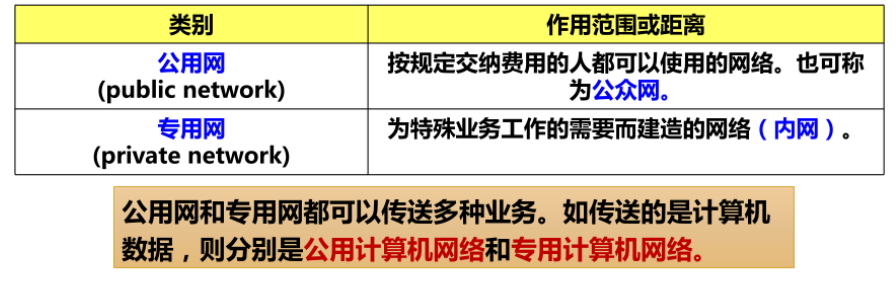 类别
作用范围或距离
公用网
(public network)
按规定交纳费用的人都可以使用的网络。也可称
为公众网。
专用网
(private network)
为特殊业务工作的需要而建造的网络（内网）。
公用网和专用网都可以传送多种业务。如传送的是计算机
数据，则分别是公用计算机网络和专用计算机网络。